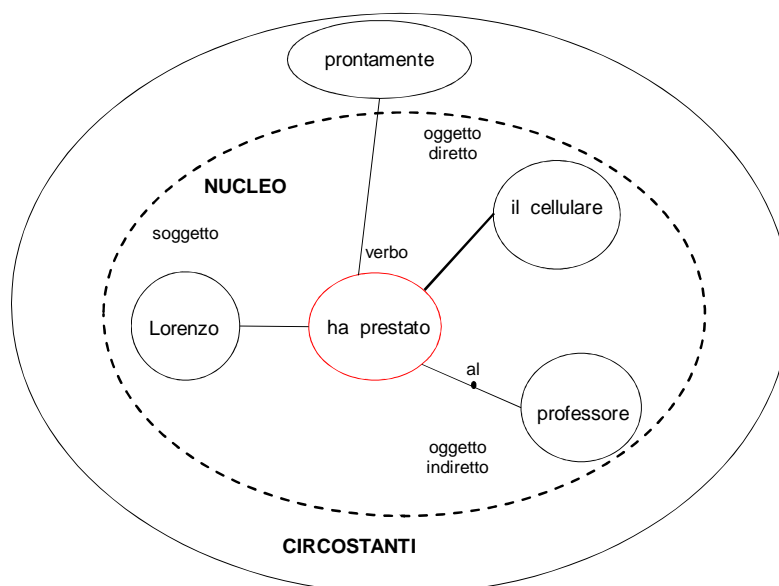 prontamente
oggetto
diretto
NUCLEO
il cellulare
soggetto
verbo
Lorenzo
ha prestato
al
professore
oggetto
indiretto
CIRCOSTANTI